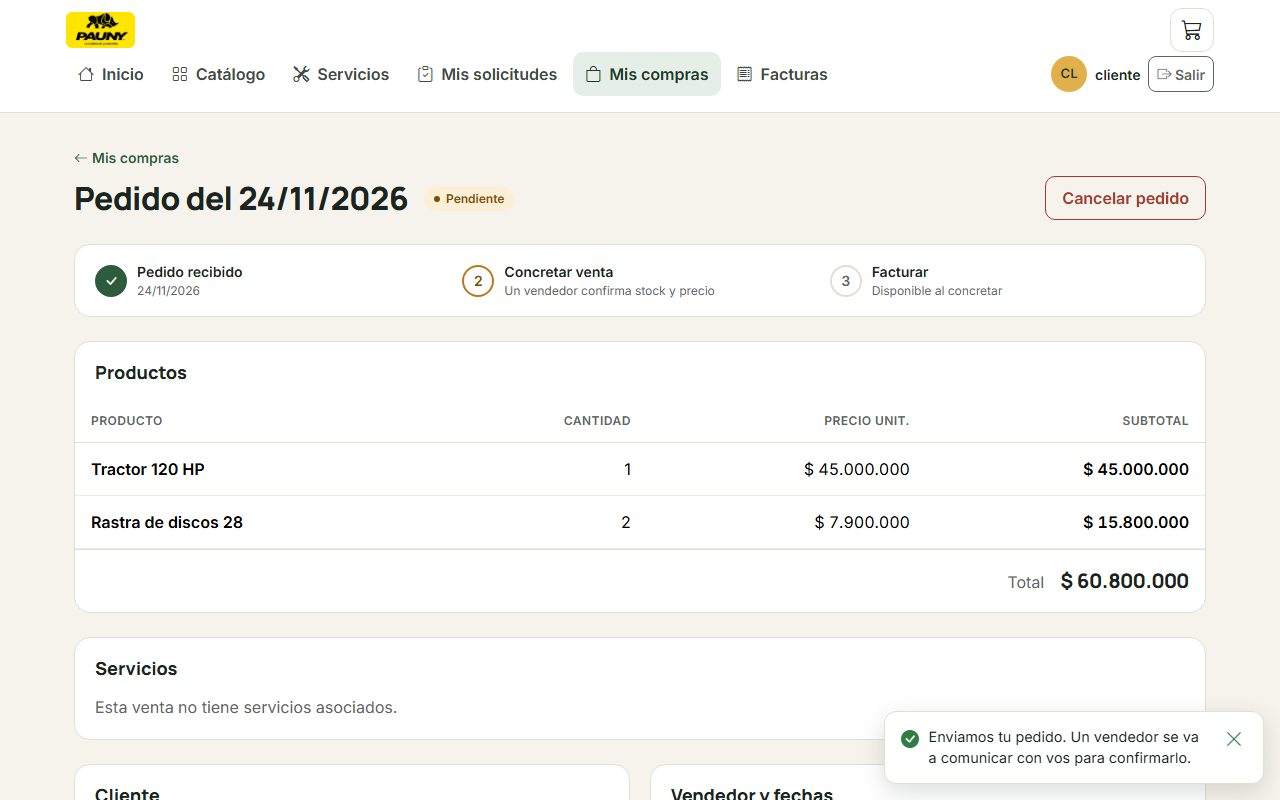 PAUNY
Inicio
Catálogo
Servicios
Mis solicitudes
Mis compras
Facturas
CL
cliente
Salir
← Mis compras
Pedido del 24/11/2026
Pendiente
Cancelar pedido
Pedido recibido
24/11/2026
2
Concretar venta
Un vendedor confirma stock y precio
3
Facturar
Disponible al concretar
Productos
PRODUCTO CANTIDAD PRECIO UNIT. SUBTOTAL
Tractor 120 HP 1 $ 45.000.000 $ 45.000.000
Rastra de discos 28 2 $ 7.900.000 $ 15.800.000
Total $ 60.800.000
Servicios
Esta venta no tiene servicios asociados.
Enviamos tu pedido. Un vendedor se va
a comunicar con vos para confirmarlo.
Cliente
Vendedor y fechas